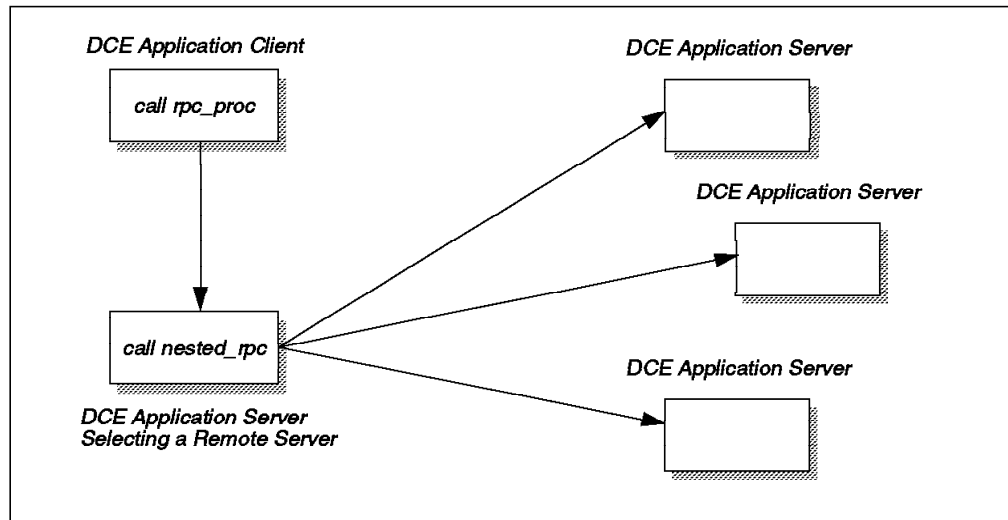 DCE Application Client
call rpc_proc
DCE Application Server
DCE Application Server
call nested_rpc
DCE Application Server
DCE Application Server
Selecting a Remote Server